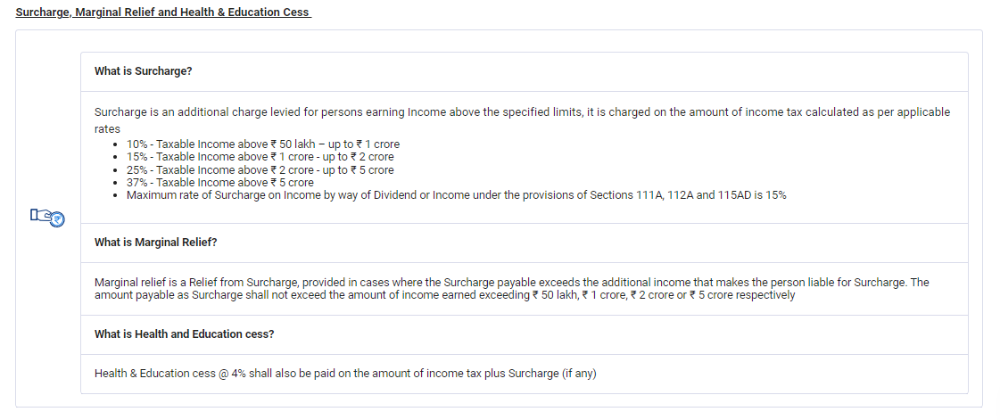 Surcharge, Marginal Relief and Health & Education Cess
What is Surcharge?
Surcharge is an additional charge levied for persons earning Income above the specified limits, it is charged on the amount of income tax calculated as per applicable
rates
• 10% - Taxable Income above ₹ 50 lakh – up to ₹ 1 crore
• 15% - Taxable Income above ₹ 1 crore - up to ₹ 2 crore
• 25% - Taxable Income above ₹ 2 crore - up to ₹ 5 crore
• 37% - Taxable Income above ₹ 5 crore
• Maximum rate of Surcharge on Income by way of Dividend or Income under the provisions of Sections 111A, 112A and 115AD is 15%
What is Marginal Relief?
Marginal relief is a Relief from Surcharge, provided in cases where the Surcharge payable exceeds the additional income that makes the person liable for Surcharge. The
amount payable as Surcharge shall not exceed the amount of income earned exceeding ₹ 50 lakh, ₹ 1 crore, ₹ 2 crore or ₹ 5 crore respectively
What is Health and Education cess?
Health & Education cess @ 4% shall also be paid on the amount of income tax plus Surcharge (if any)